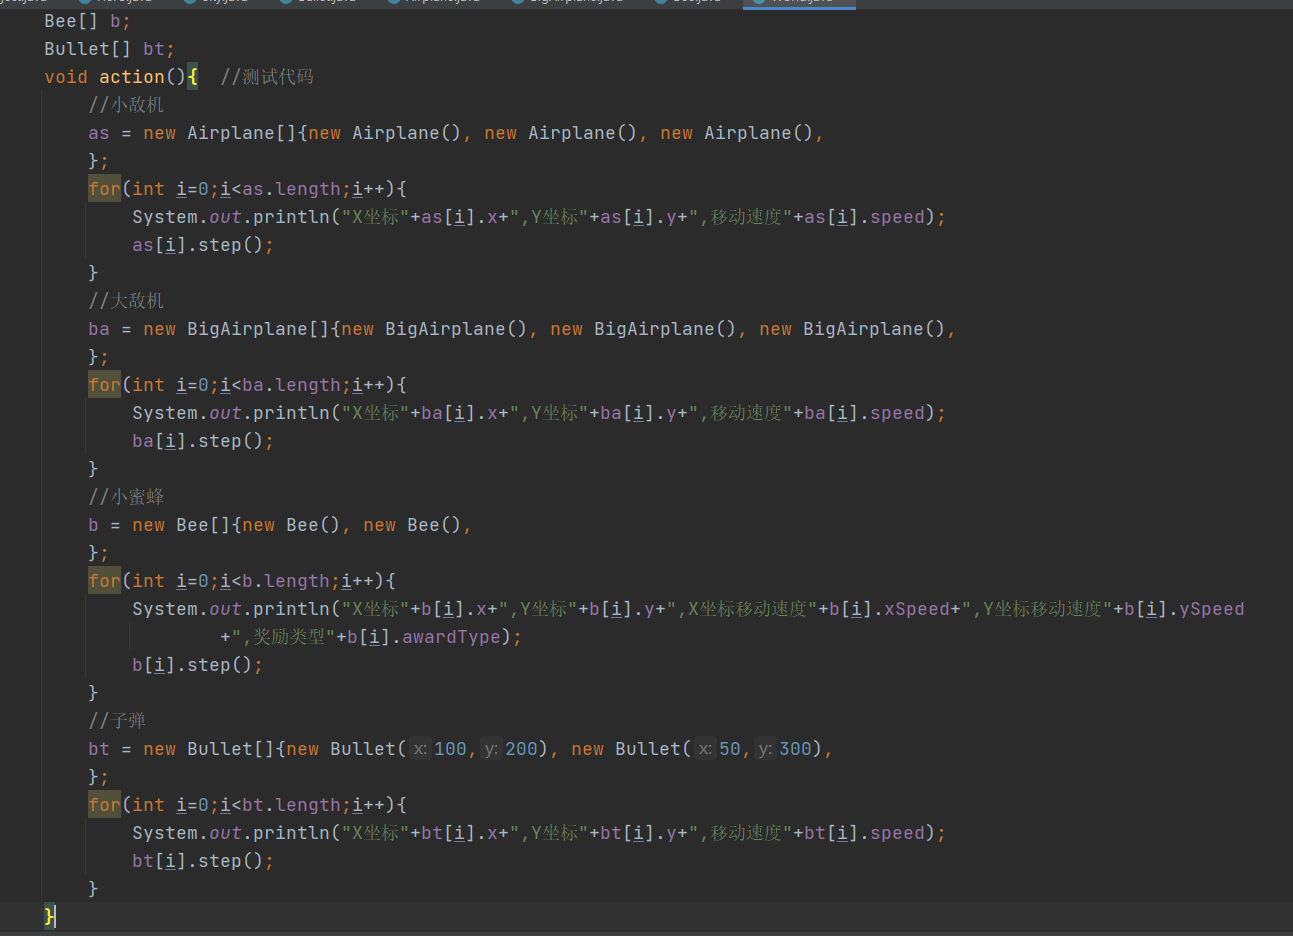 Bee[] b;
Bullet[] bt;
void action(){  //测试代码
    //小敌机
    as = new Airplane[]{new Airplane(), new Airplane(), new Airplane(),
    };
    for(int i=0;i<as.length;i++){
        System.out.println("X坐标"+as[i].x+",Y坐标"+as[i].y+",移动速度"+as[i].speed);
        as[i].step();
    }
    //大敌机
    ba = new BigAirplane[]{new BigAirplane(), new BigAirplane(), new BigAirplane(),
    };
    for(int i=0;i<ba.length;i++){
        System.out.println("X坐标"+ba[i].x+",Y坐标"+ba[i].y+",移动速度"+ba[i].speed);
        ba[i].step();
    }
    //小蜜蜂
    b = new Bee[]{new Bee(), new Bee(),
    };
    for(int i=0;i<b.length;i++){
        System.out.println("X坐标"+b[i].x+",Y坐标"+b[i].y+",X坐标移动速度"+b[i].xSpeed+",Y坐标移动速度"+b[i].ySpeed
                +",奖励类型"+b[i].awardType);
        b[i].step();
    }
    //子弹
    bt = new Bullet[]{new Bullet( x: 100, y: 200), new Bullet( x: 50, y: 300),
    };
    for(int i=0;i<bt.length;i++){
        System.out.println("X坐标"+bt[i].x+",Y坐标"+bt[i].y+",移动速度"+bt[i].speed);
        bt[i].step();
    }
}